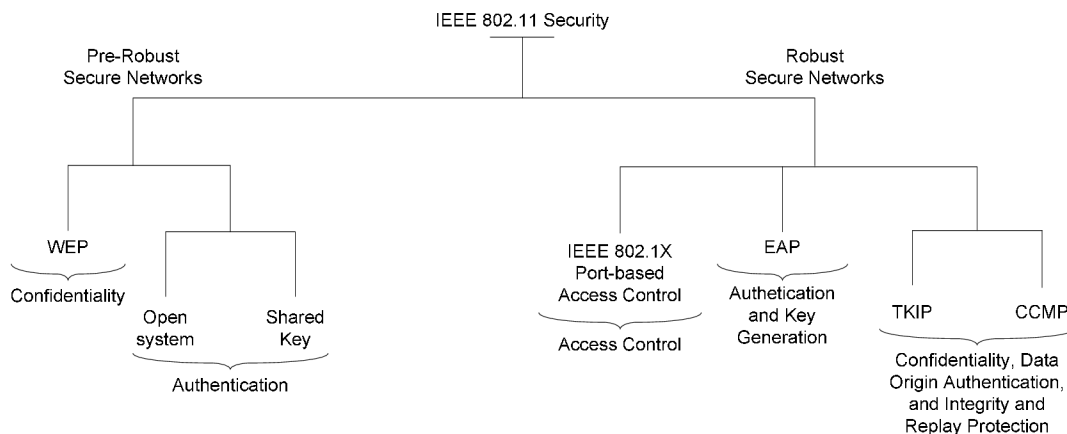 IEEE 802.11 Security
Pre-Robust
Secure Networks
Robust
Secure Networks
WEP
Confidentiality
Open
system
Shared
Key
Authentication
IEEE 802.1X
Port-based
Access Control
Access Control
EAP
Authetication
and Key
Generation
TKIP
CCMP
Confidentiality, Data
Origin Authentication,
and Integrity and
Replay Protection